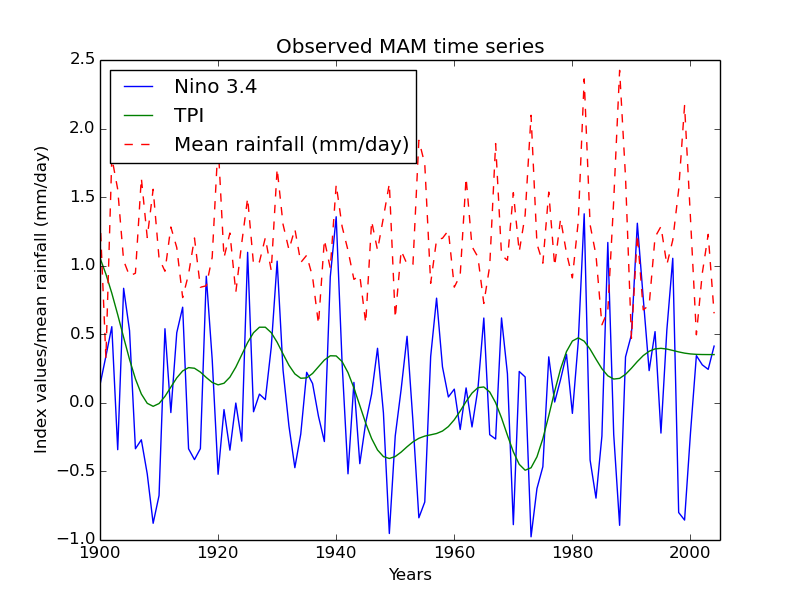 Observed MAM time series
Nino 3.4
TPI
Mean rainfall (mm/day)
Index values/mean rainfall (mm/day)
2.5
2.0
1.5
1.0
0.5
0.0
−0.5
−1.0
1900 1920 1940 1960 1980 2000
Years